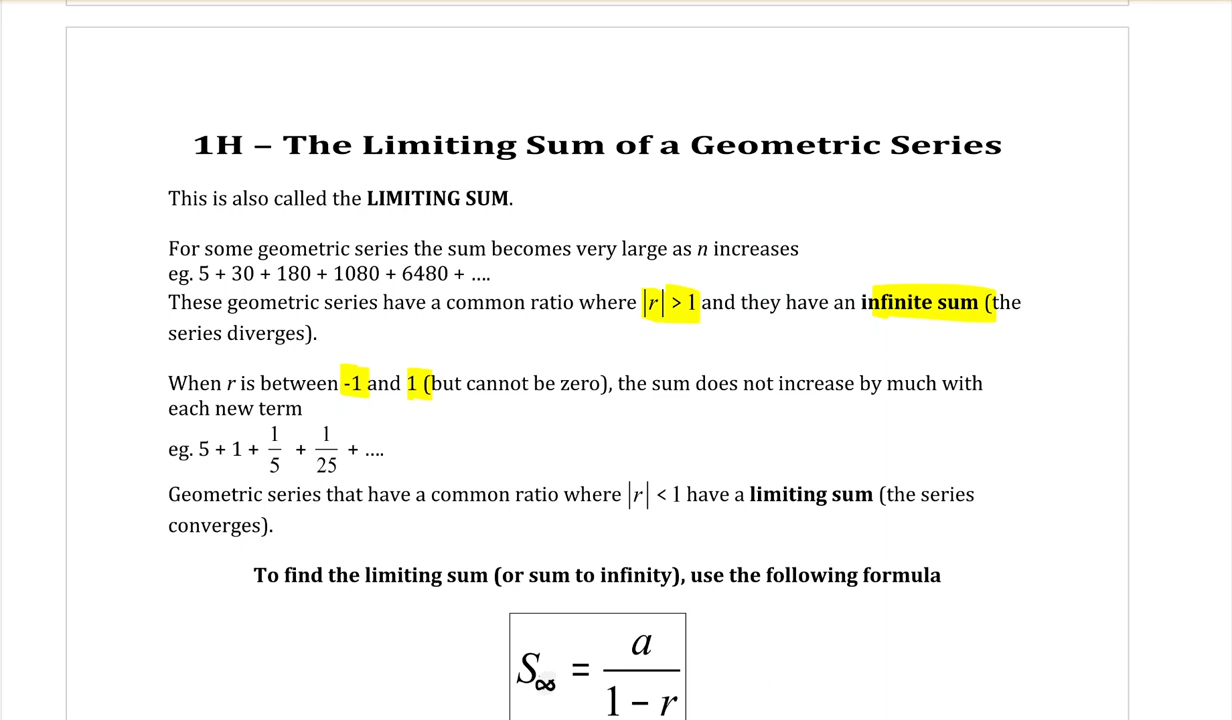 1H – The Limiting Sum of a Geometric Series
This is also called the LIMITING SUM.
For some geometric series the sum becomes very large as n increases
eg. 5 + 30 + 180 + 1080 + 6480 + ....
These geometric series have a common ratio where |r| > 1 and they have an infinite sum (the
series diverges).
When r is between -1 and 1 (but cannot be zero), the sum does not increase by much with
each new term
eg. 5 + 1 + 1/5 + 1/25 + ....
Geometric series that have a common ratio where |r| < 1 have a limiting sum (the series
converges).
To find the limiting sum (or sum to infinity), use the following formula
S∞ = a/(1 − r)